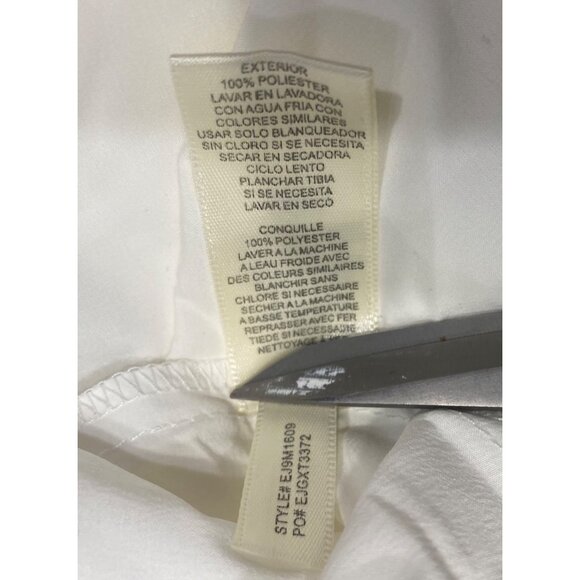 EXTERIOR
100% POLIESTER
LAVAR EN LAVADORA
CON AGUA FRIA CON
COLORES SIMILARES
USAR SOLO BLANQUEADOR
SIN CLORO SI SE NECESITA
SECAR EN SECADORA
CICLO LENTO
PLANCHAR TIBIA
SI SE NECESITA
LAVAR EN SECO
CONQUILLE
100% POLYESTER
LAVER A LA MACHINE
A LEAU FROIDE AVEC
DES COULEURS SIMILAIRES
BLANCHIR SANS
CHLORE SI NECESSAIRE
SECHER A LA MACHINE
A BASSE TEMPERATURE
REPRASSER AVEC FER
TIEDE SI NECESSAIRE
NETTOYAGE A
STYLE# EJ9M1609
PO# EJGXT3372